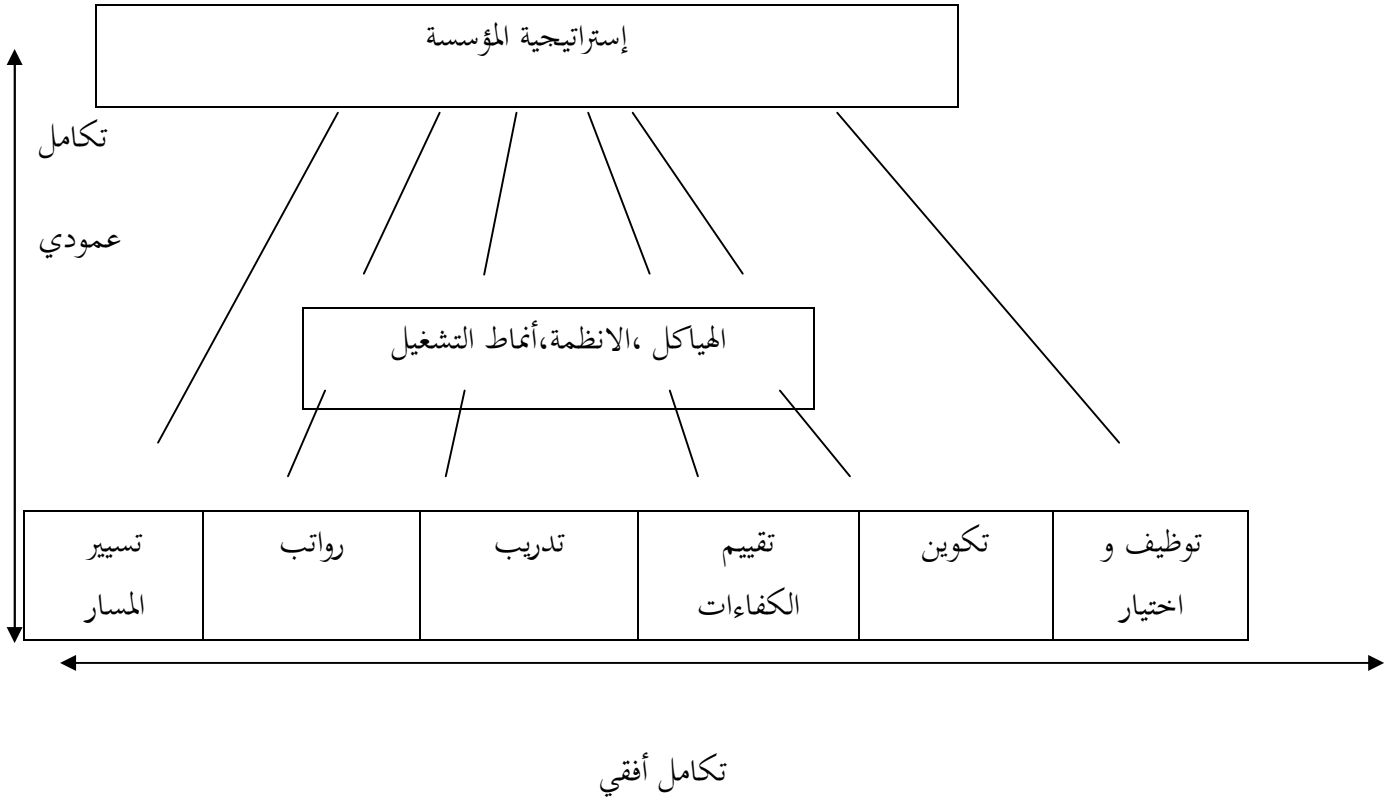 إستراتيجية المؤسسة
تكامل
عمودي
الهياكل ،الانظمة،أنماط التشغيل
توظيف و
اختيار
تكوين
تقييم
الكفاءات
تدريب
رواتب
تسيير
المسار
تكامل أفقي